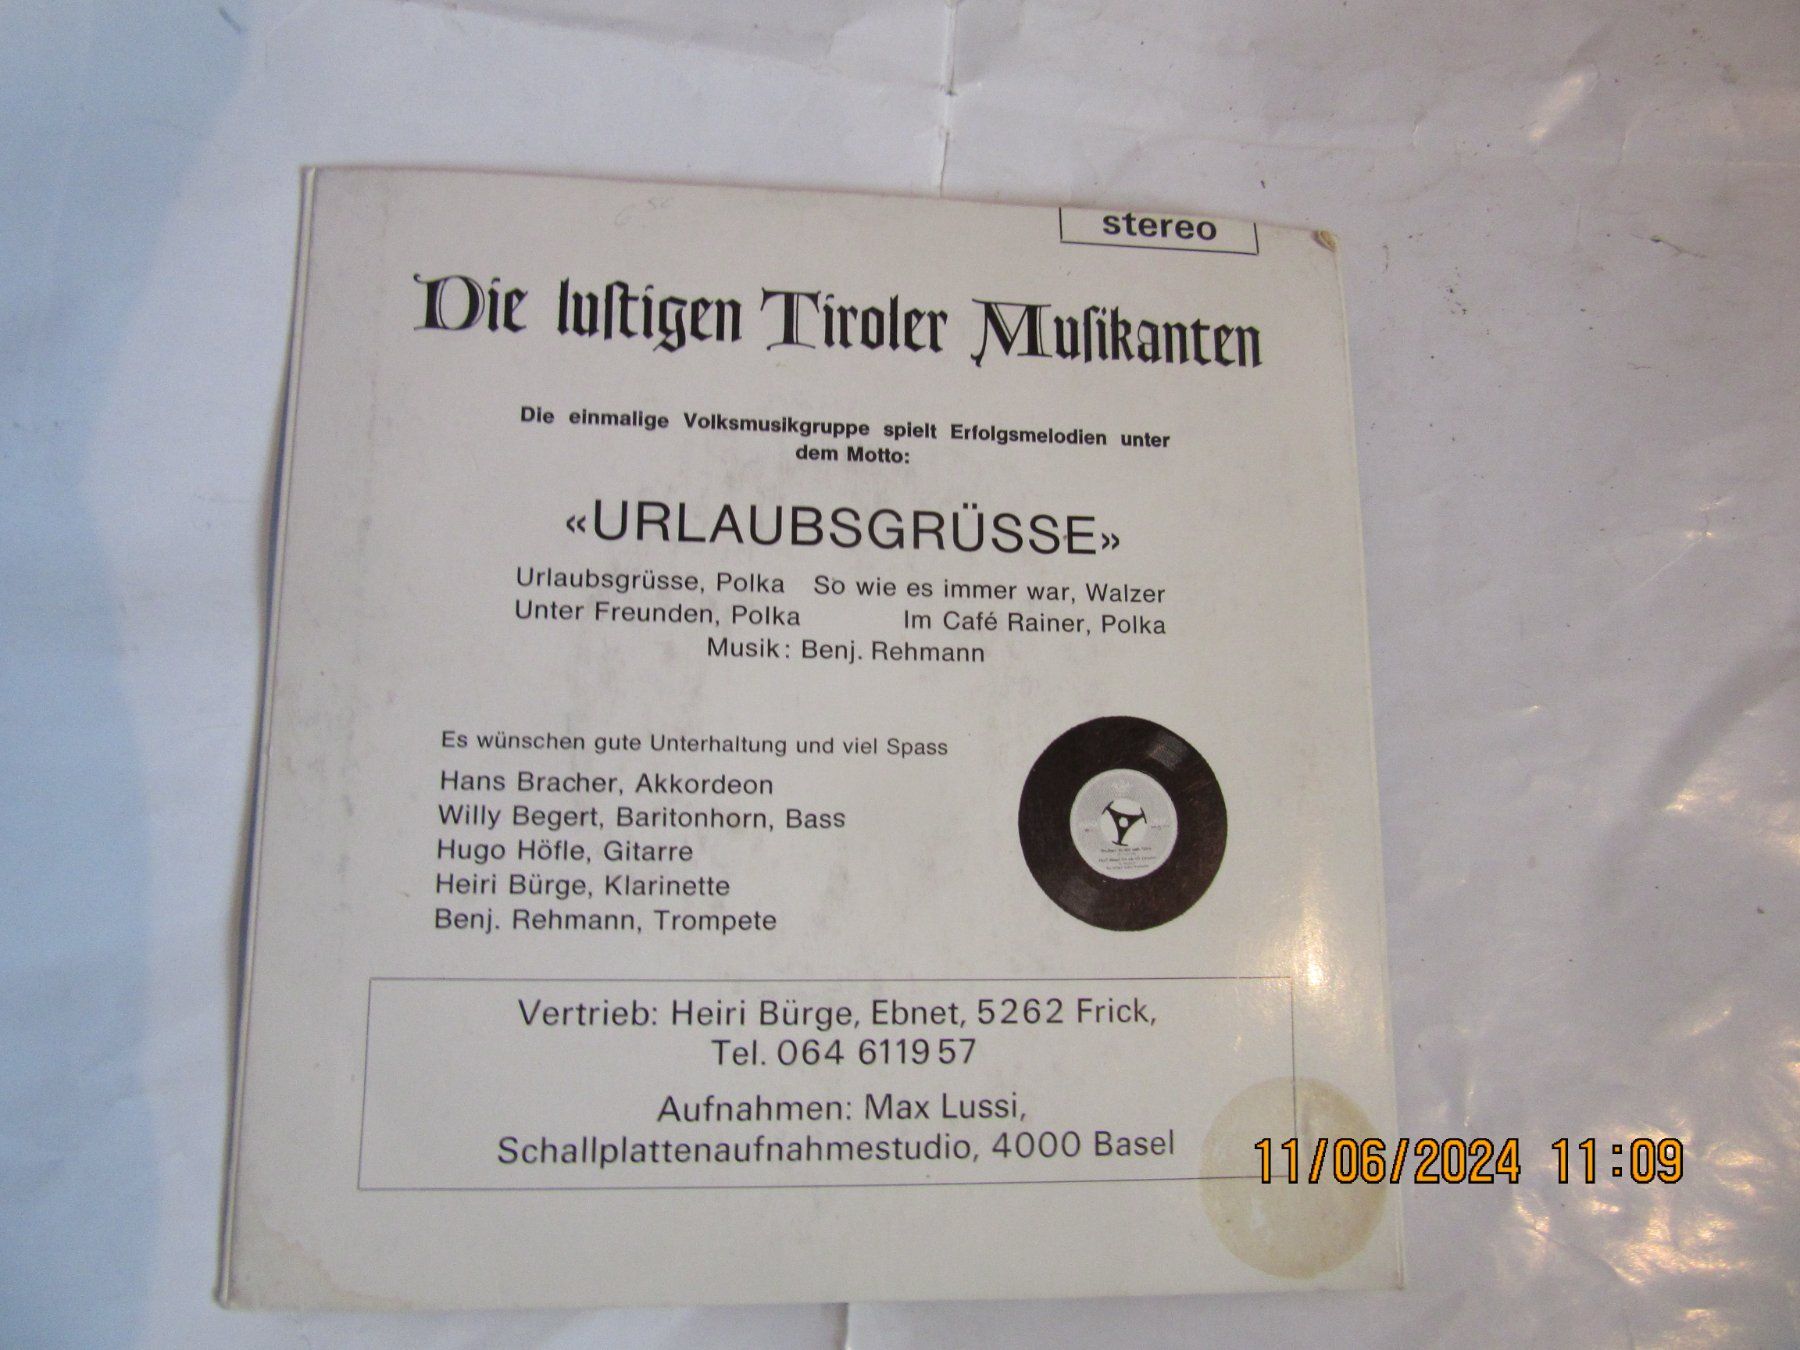 stereo
Die lustigen Tiroler Musikanten
Die einmalige Volksmusikgruppe spielt Erfolgsmelodien unter
dem Motto:
«URLAUBSGRÜSSE»
Urlaubsgrüsse, Polka So wie es immer war, Walzer
Unter Freunden, Polka Im Café Rainer, Polka
Musik: Benj. Rehmann
Es wünschen gute Unterhaltung und viel Spass
Hans Bracher, Akkordeon
Willy Begert, Baritonhorn, Bass
Hugo Höfle, Gitarre
Heiri Bürge, Klarinette
Benj. Rehmann, Trompete
Vertrieb: Heiri Bürge, Ebnet, 5262 Frick,
Tel. 064 611957
Aufnahmen: Max Lussi,
Schallplattenaufnahmestudio, 4000 Basel
11/06/2024 11:09